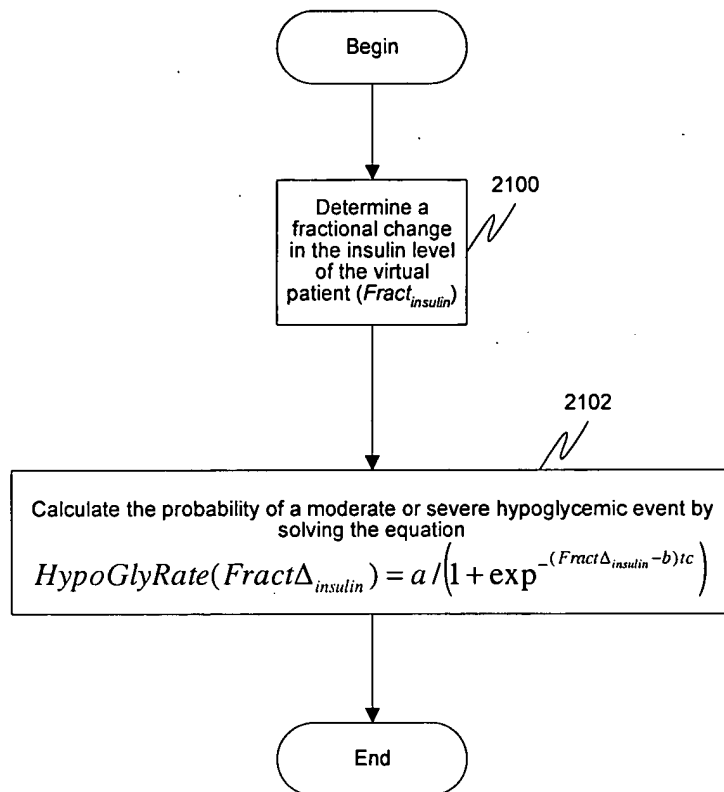 Begin
2100
Determine a
fractional change
in the insulin level
of the virtual
patient (Fract_insulin)
2102
Calculate the probability of a moderate or severe hypoglycemic event by
solving the equation
HypoGlyRate(FractΔ_insulin) = a /(1 + exp^-(FractΔ_insulin-b)tc)
End